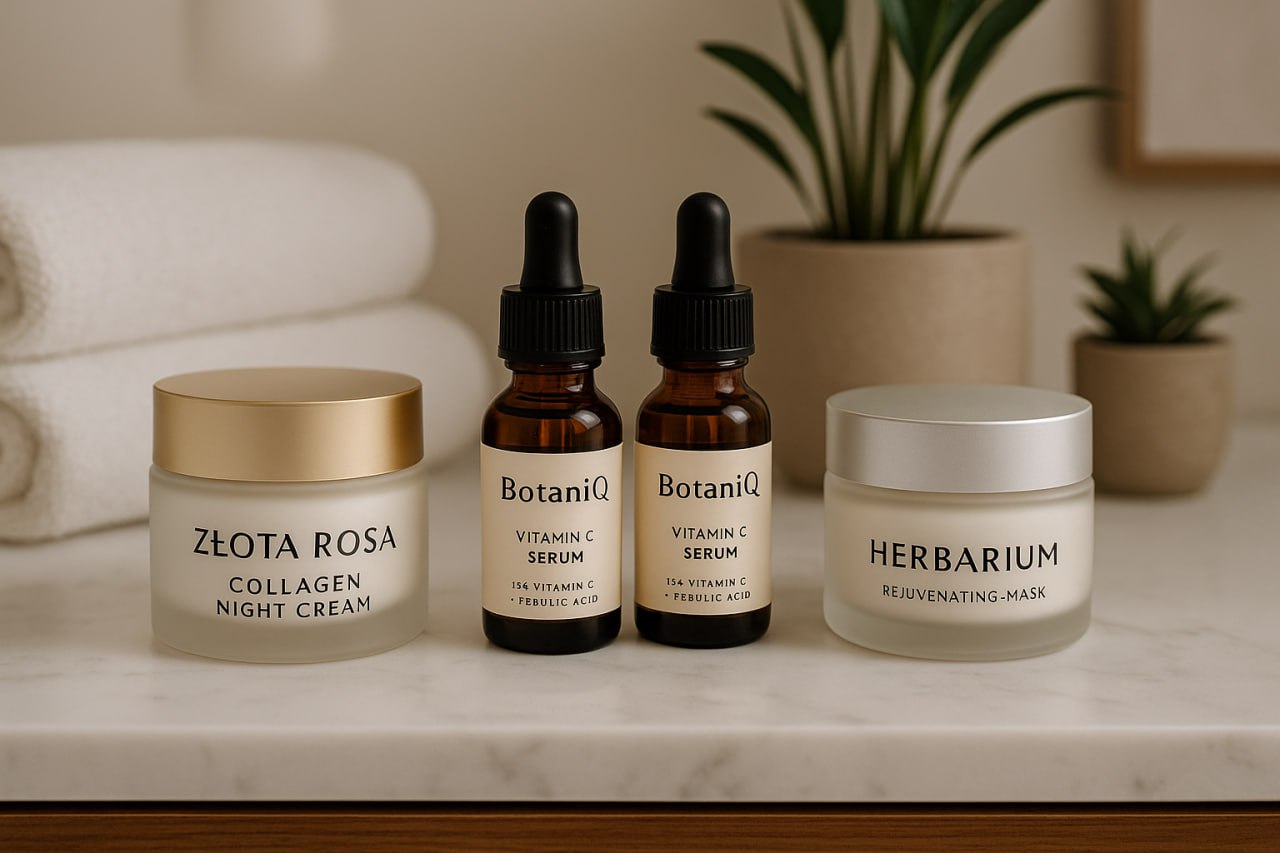 ZŁOTA ROSA
COLLAGEN
NIGHT CREAM
BotaniQ
VITAMIN C
SERUM
154 VITAMIN C
• FEBULIC ACID
BotaniQ
VITAMIN C
SERUM
154 VITAMIN C
• FEBULIC ACID
HERBARIUM
REJUVENATING-MASK